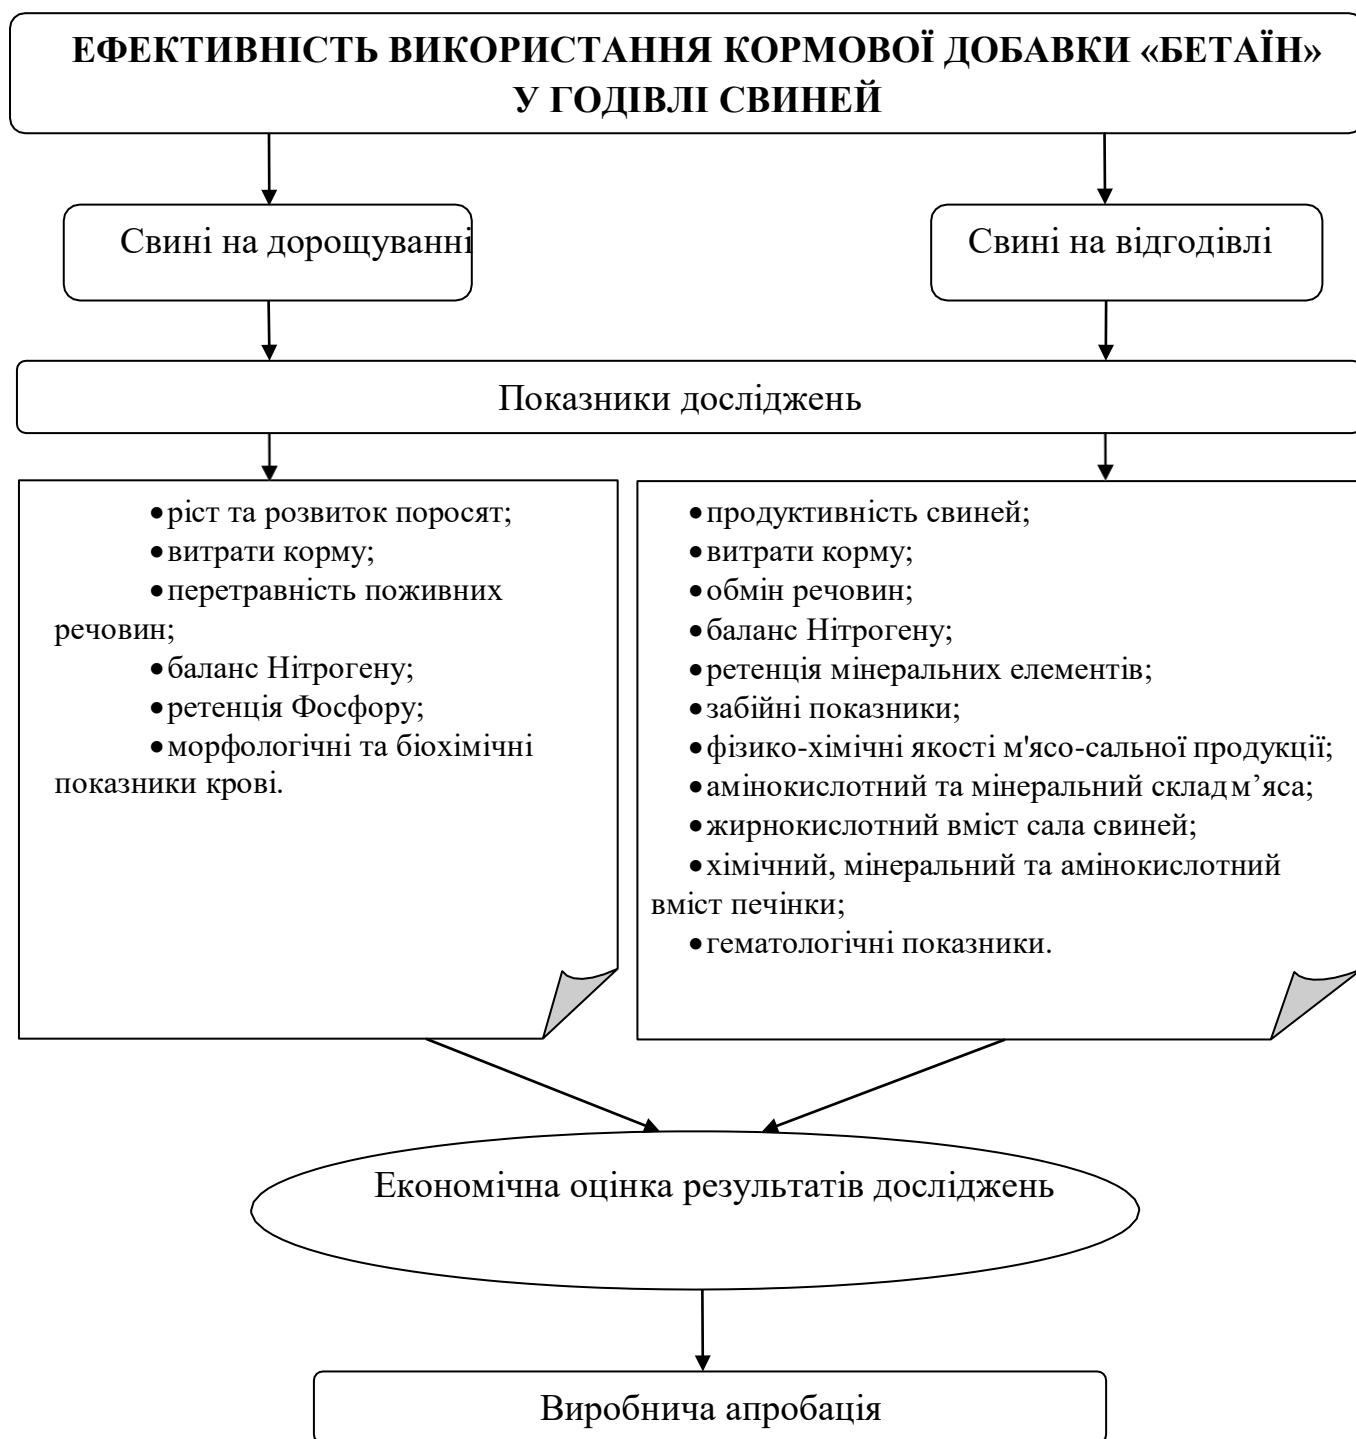 ЕФЕКТИВНІСТЬ ВИКОРИСТАННЯ КОРМОВОЇ ДОБАВКИ «БЕТАЇН»
У ГОДІВЛІ СВИНЕЙ
Свині на дорощуванні
Свині на відгодівлі
Показники досліджень
•ріст та розвиток поросят;
•витрати корму;
•перетравність поживних
речовин;
•баланс Нітрогену;
•ретенція Фосфору;
•морфологічні та біохімічні
показники крові.
•продуктивність свиней;
•витрати корму;
•обмін речовин;
•баланс Нітрогену;
•ретенція мінеральних елементів;
•забійні показники;
•фізико-хімічні якості м'ясо-сальної продукції;
•амінокислотний та мінеральний склад м’яса;
•жирнокислотний вміст сала свиней;
•хімічний, мінеральний та амінокислотний
вміст печінки;
•гематологічні показники.
Економічна оцінка результатів досліджень
Виробнича апробація